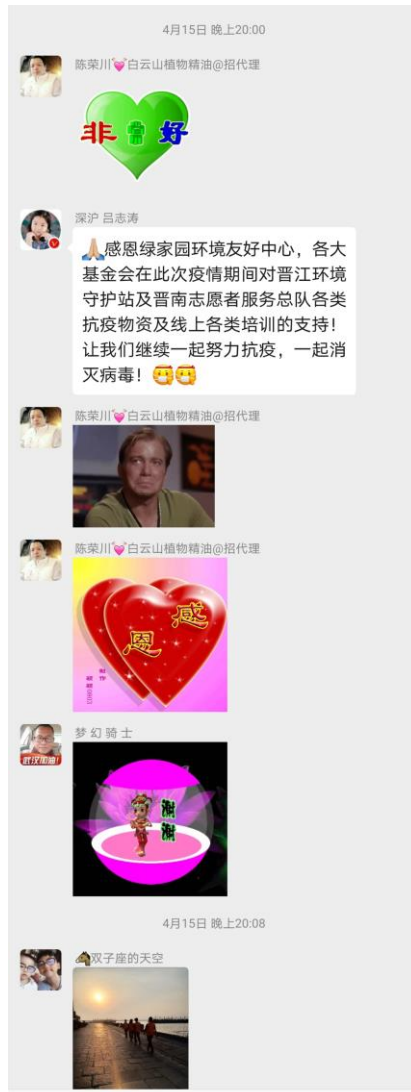 4月15日 晚上20:00
陈荣川💓白云山植物精油@招代理
非常好
深沪 吕志涛
🙏感恩绿家园环境友好中心，各大
基金会在此次疫情期间对晋江环境
守护站及晋南志愿者服务总队各类
抗疫物资及线上各类培训的支持！
让我们继续一起努力抗疫，一起消
灭病毒！😷😷
陈荣川💓白云山植物精油@招代理
陈荣川💓白云山植物精油@招代理
感恩
制作
梦 幻 骑 士
武汉加油!
谢谢
4月15日 晚上20:08
🐴双子座的天空